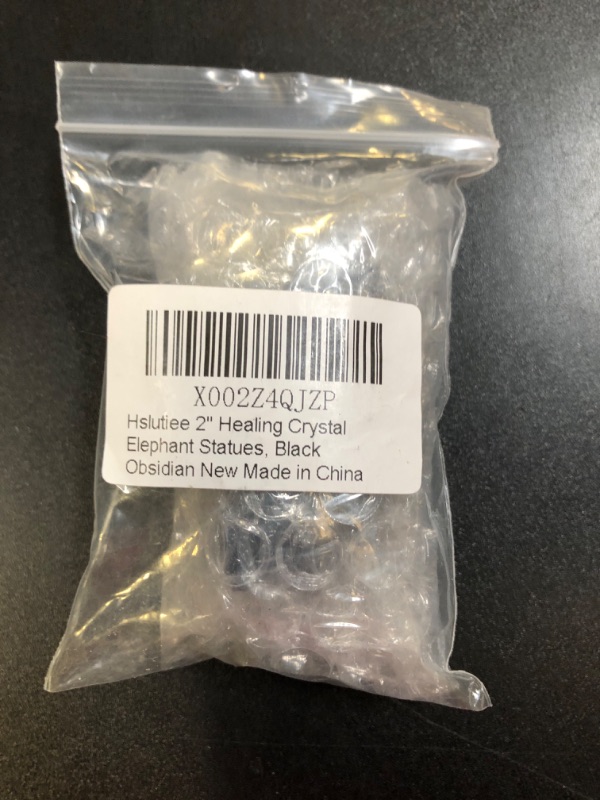 X002Z4QJZP
Hslutiee 2" Healing Crystal
Elephant Statues, Black
Obsidian New Made in China